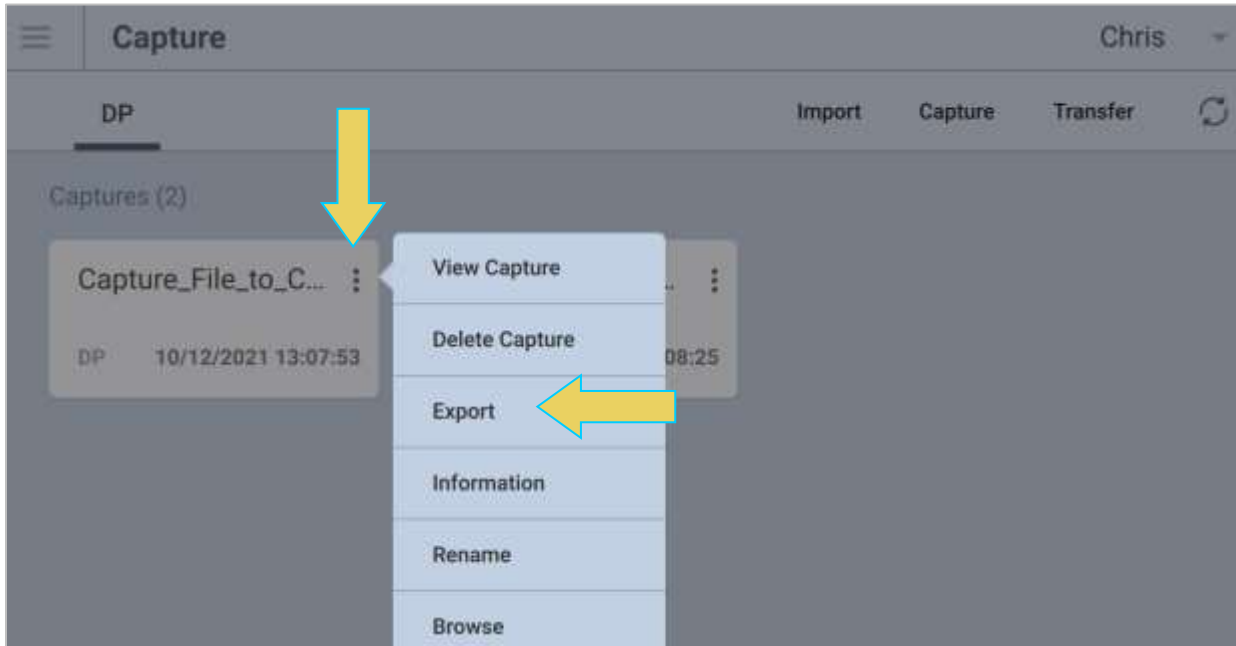 Capture
Chris
DP
Import Capture Transfer
Captures (2)
Capture_File_to_C...
DP 10/12/2021 13:07:53
View Capture
Delete Capture
Export
Information
Rename
Browse
..
08:25